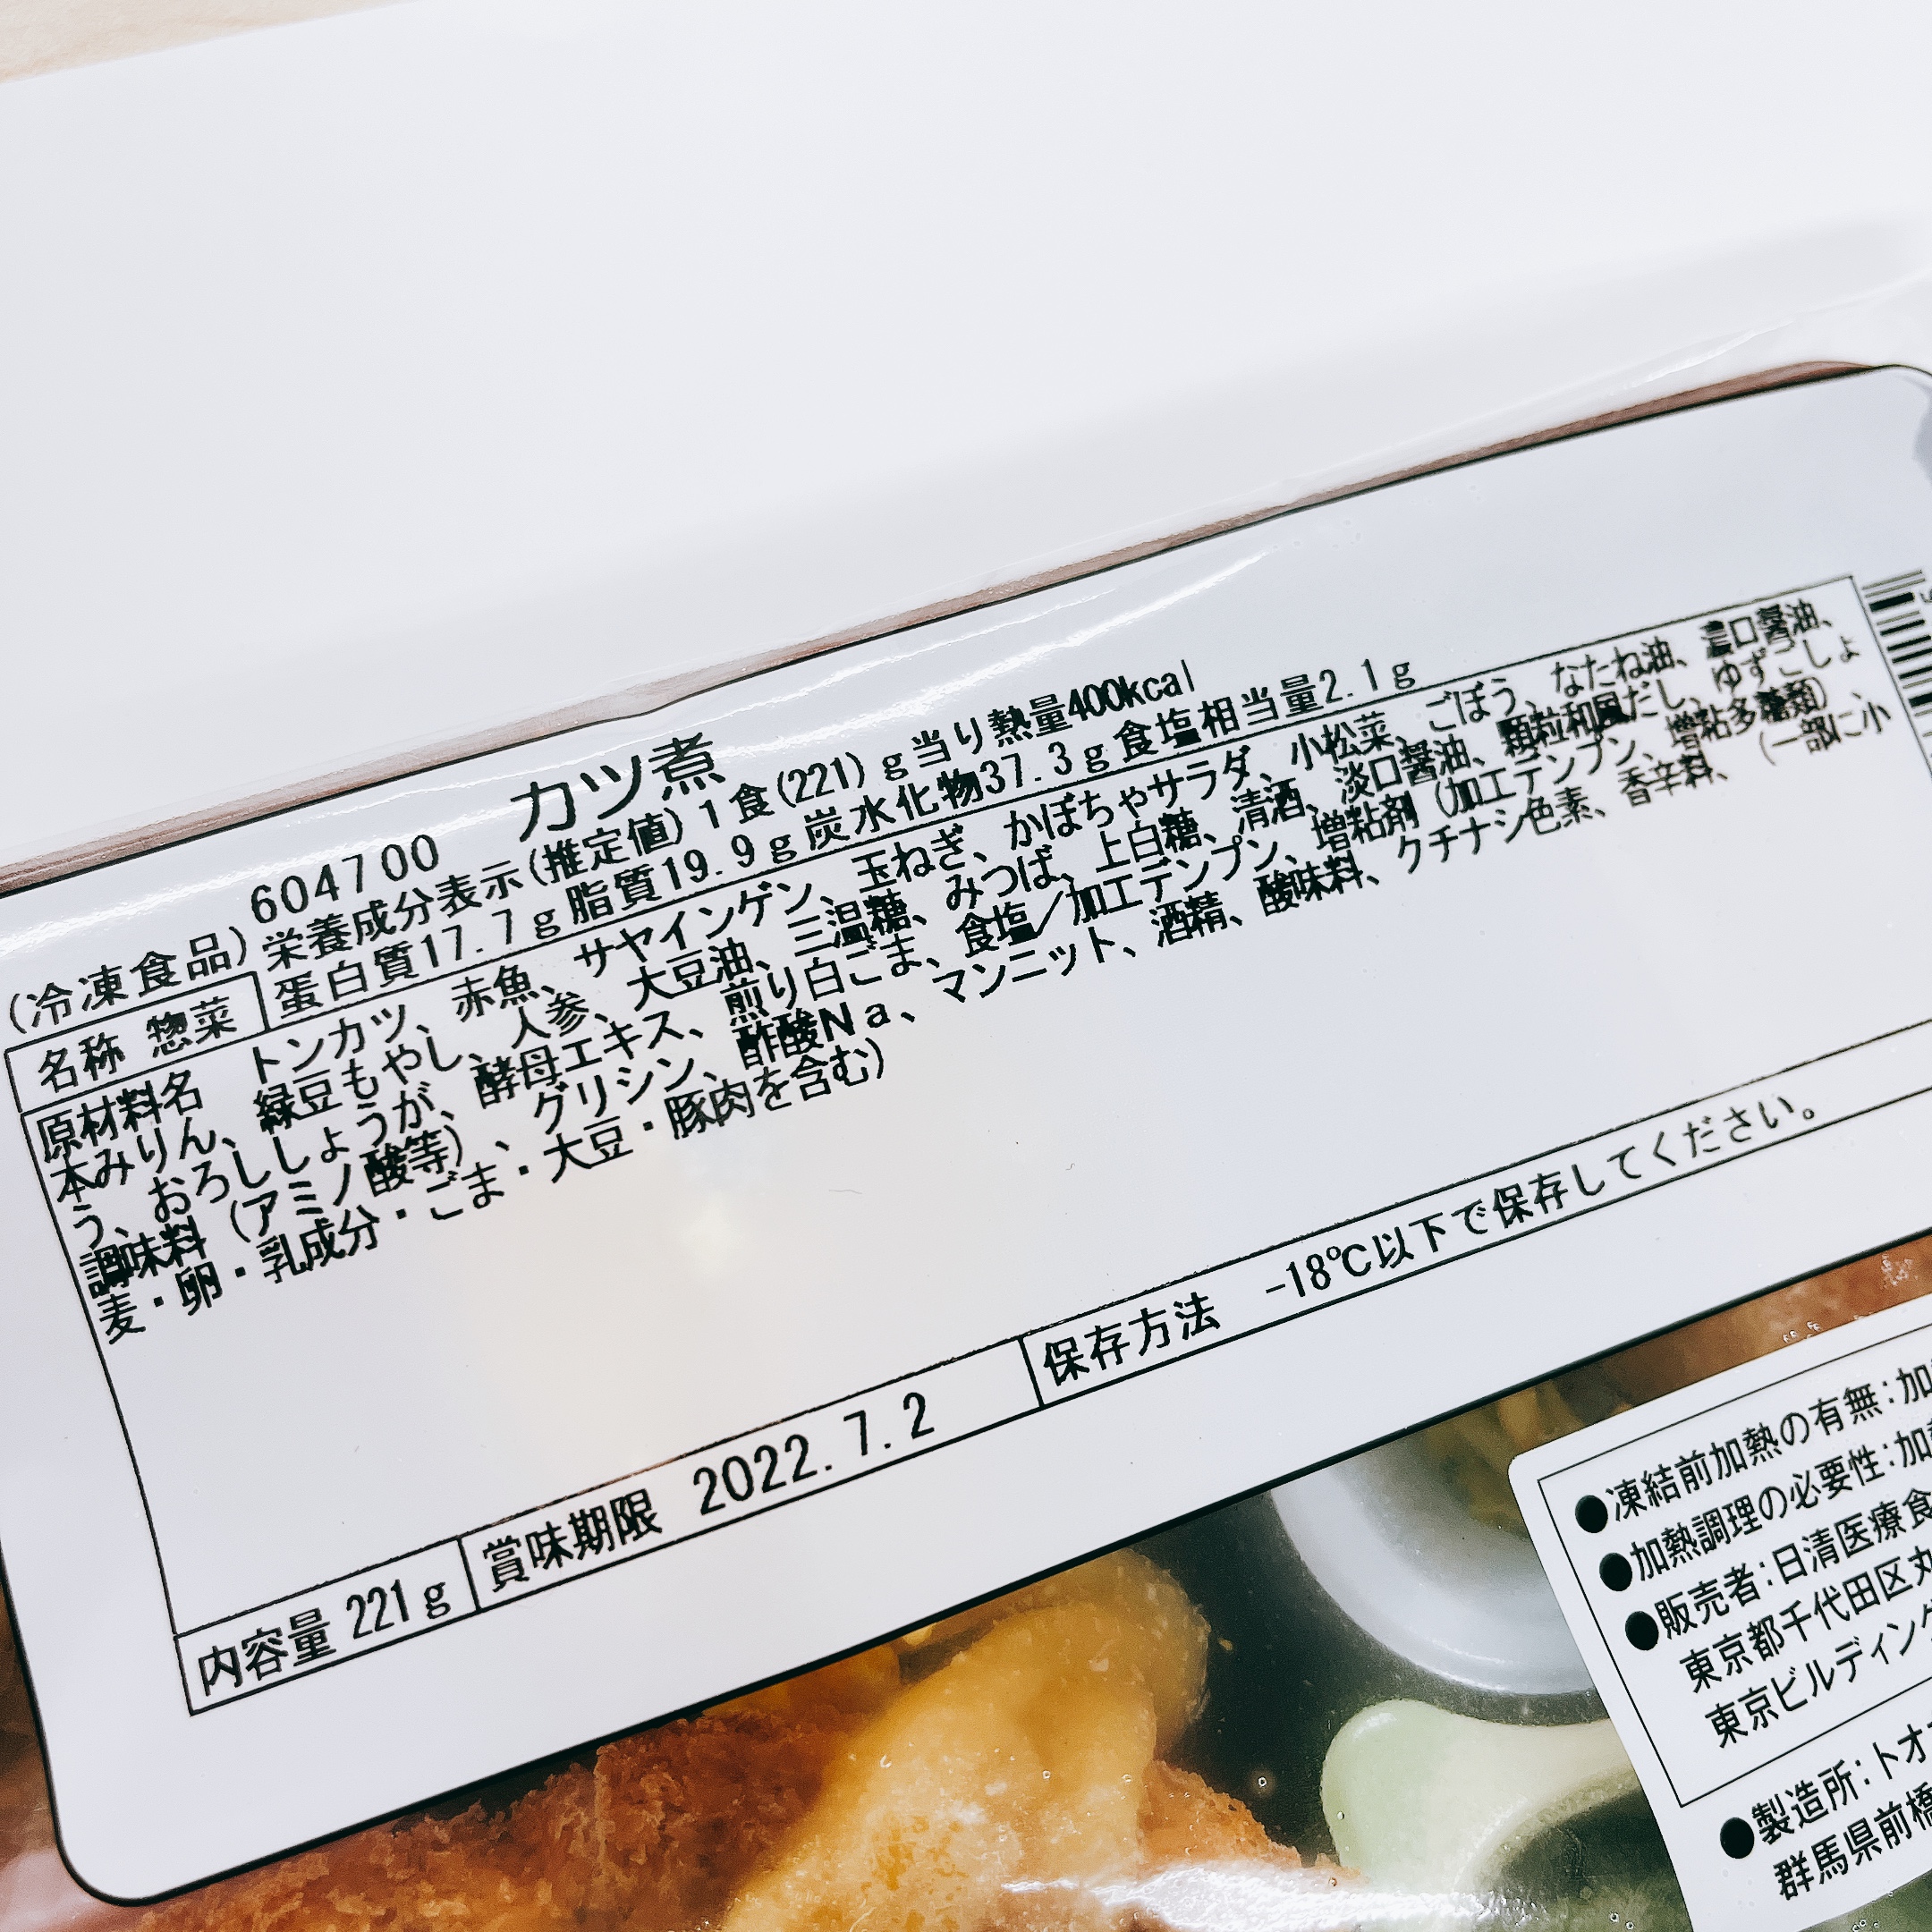 604700 カツ煮
(冷凍食品) 栄養成分表示(推定値) 1食(221)g当り熱量400kcal
名称 惣菜 蛋白質17.7g脂質19.9g炭水化物37.3g食塩相当量2.1g
原材料名 トンカツ、赤魚、サヤインゲン、玉ねぎ、かぼちゃサラダ、小松菜、ごぼう、なたね油、濃口醤油、
本みりん、緑豆もやし、人参、大豆油、三温糖、みつば、上白糖、清酒、淡口醤油、顆粒和風だし、ゆずこしょ
う、おろししょうが、酵母エキス、煎り白ごま、食塩/加工デンプン、増粘剤(加工デンプン、増粘多糖類)、
調味料(アミノ酸等)、グリシン、酢酸Na、マンニット、酒精、酸味料、クチナシ色素、香辛料、(一部に小
麦・卵・乳成分・ごま・大豆・豚肉を含む)
内容量 221g 賞味期限 2022.7.2 保存方法 -18℃以下で保存してください。
●凍結前加熱の有無:加
●加熱調理の必要性:加
●販売者:日清医療食
東京都千代田区丸
東京ビルディング
●製造所:トオ
群馬県前橋